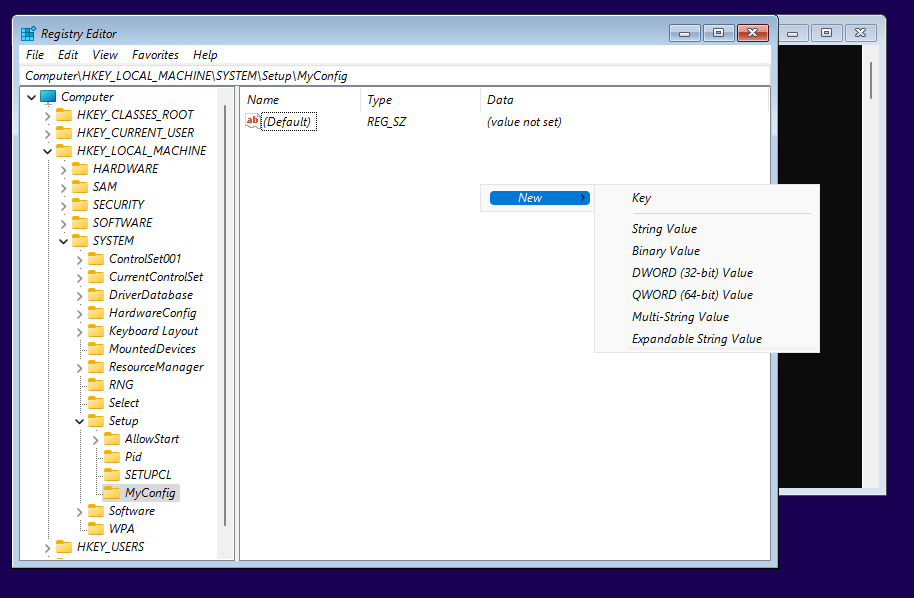 Registry Editor
File Edit View Favorites Help
Computer\HKEY_LOCAL_MACHINE\SYSTEM\Setup\MyConfig
Computer
HKEY_CLASSES_ROOT
HKEY_CURRENT_USER
HKEY_LOCAL_MACHINE
HARDWARE
SAM
SECURITY
SOFTWARE
SYSTEM
ControlSet001
CurrentControlSet
DriverDatabase
HardwareConfig
Keyboard Layout
MountedDevices
ResourceManager
RNG
Select
Setup
AllowStart
Pid
SETUPCL
MyConfig
Software
WPA
HKEY_USERS
Name Type Data
ab (Default) REG_SZ (value not set)
New
Key
String Value
Binary Value
DWORD (32-bit) Value
QWORD (64-bit) Value
Multi-String Value
Expandable String Value